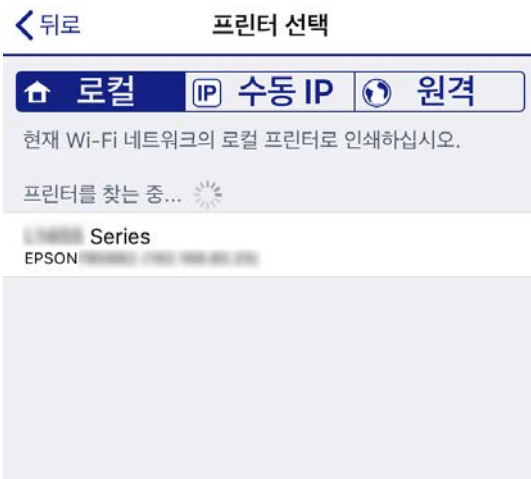 뒤로 프린터 선택
로컬 IP 수동 IP 원격
현재 Wi-Fi 네트워크의 로컬 프린터로 인쇄하십시오.
프린터를 찾는 중...
Series
EPSON